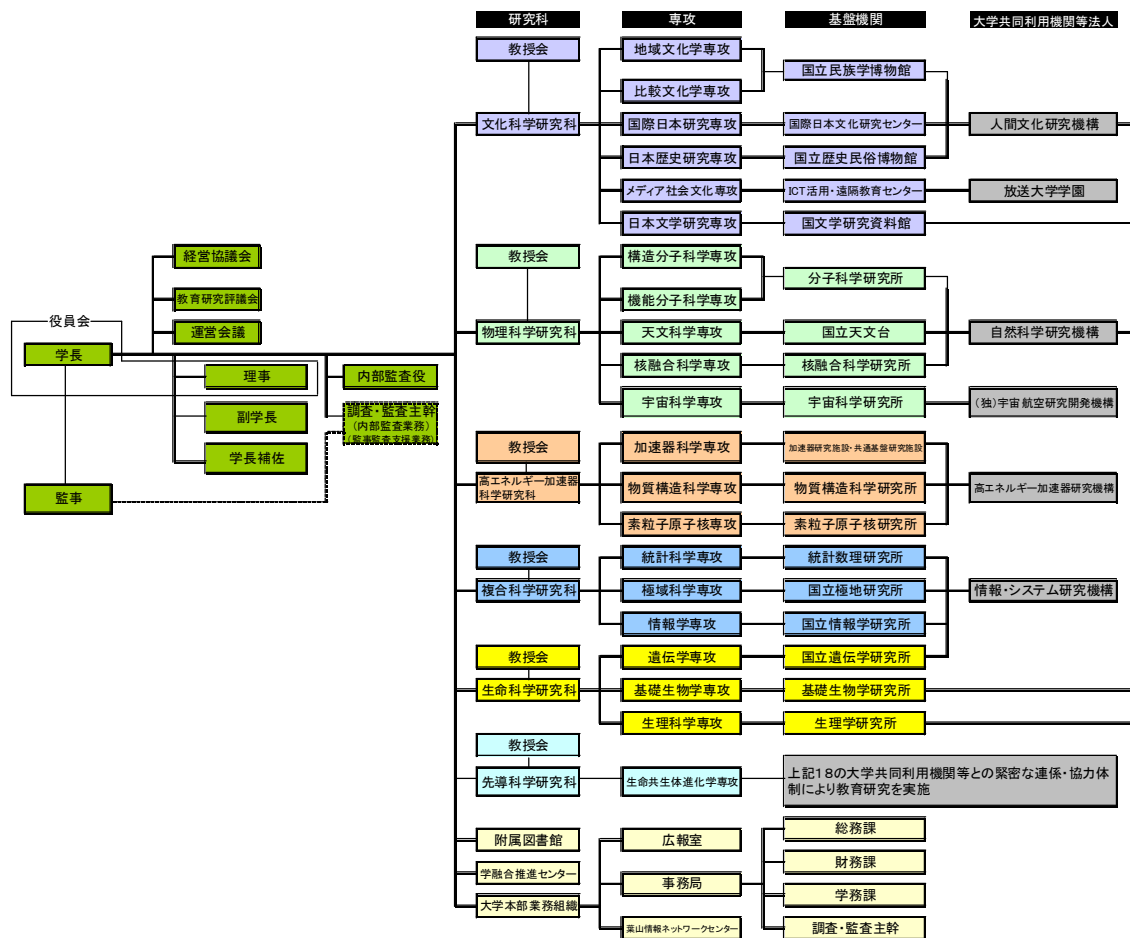 研究科
専攻
基盤機関
大学共同利用機関等法人
教授会
地域文化学専攻
国立民族学博物館
比較文化学専攻
文化科学研究科
国際日本研究専攻
国際日本文化研究センター
人間文化研究機構
日本歴史研究専攻
国立歴史民俗博物館
メディア社会文化専攻
ICT活用・遠隔教育センター
放送大学学園
日本文学研究専攻
国文学研究資料館
経営協議会
教育研究評議会
運営会議
役員会
学長
理事
内部監査役
副学長
調査・監査主幹
(内部監査業務)
(監事監査支援業務)
学長補佐
監事
教授会
構造分子科学専攻
分子科学研究所
機能分子科学専攻
物理科学研究科
天文科学専攻
国立天文台
自然科学研究機構
核融合科学専攻
核融合科学研究所
宇宙科学専攻
宇宙科学研究所
(独)宇宙航空研究開発機構
教授会
加速器科学専攻
加速器研究施設・共通基盤研究施設
高エネルギー加速器
科学研究科
物質構造科学専攻
物質構造科学研究所
高エネルギー加速器研究機構
素粒子原子核専攻
素粒子原子核研究所
教授会
統計科学専攻
統計数理研究所
複合科学研究科
極域科学専攻
国立極地研究所
情報・システム研究機構
情報学専攻
国立情報学研究所
教授会
遺伝学専攻
国立遺伝学研究所
生命科学研究科
基礎生物学専攻
基礎生物学研究所
生理科学専攻
生理学研究所
教授会
先導科学研究科
生命共生体進化学専攻
上記18の大学共同利用機関等との緊密な連係・協力体
制により教育研究を実施
附属図書館
広報室
総務課
学融合推進センター
事務局
財務課
大学本部業務組織
学務課
葉山情報ネットワークセンター
調査・監査主幹